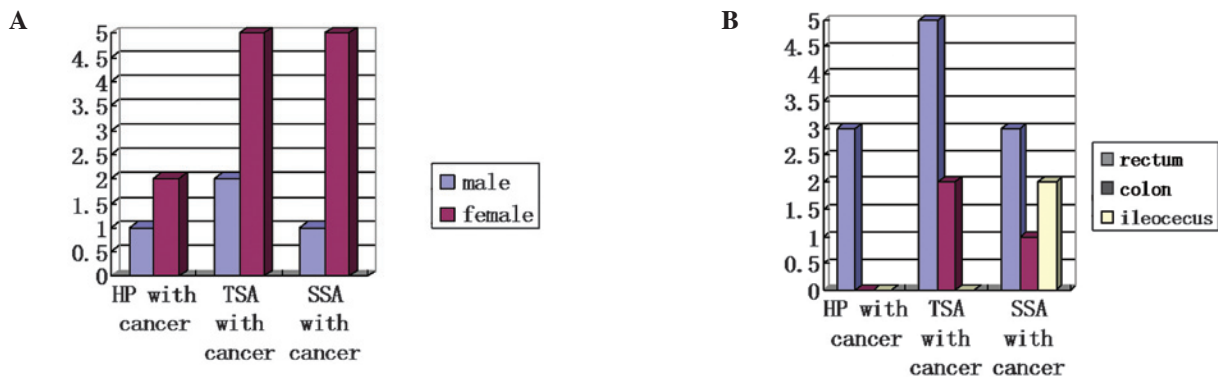 A
5
4.5
4
3.5
3
2.5
2
1.5
1
0.5
0
HP with
cancer
TSA
with
cancer
SSA
with
cancer
male
female
B
5
4.5
4
3.5
3
2.5
2
1.5
1
0.5
0
HP with
cancer
TSA
with
cancer
SSA
with
cancer
rectum
colon
ileocecus